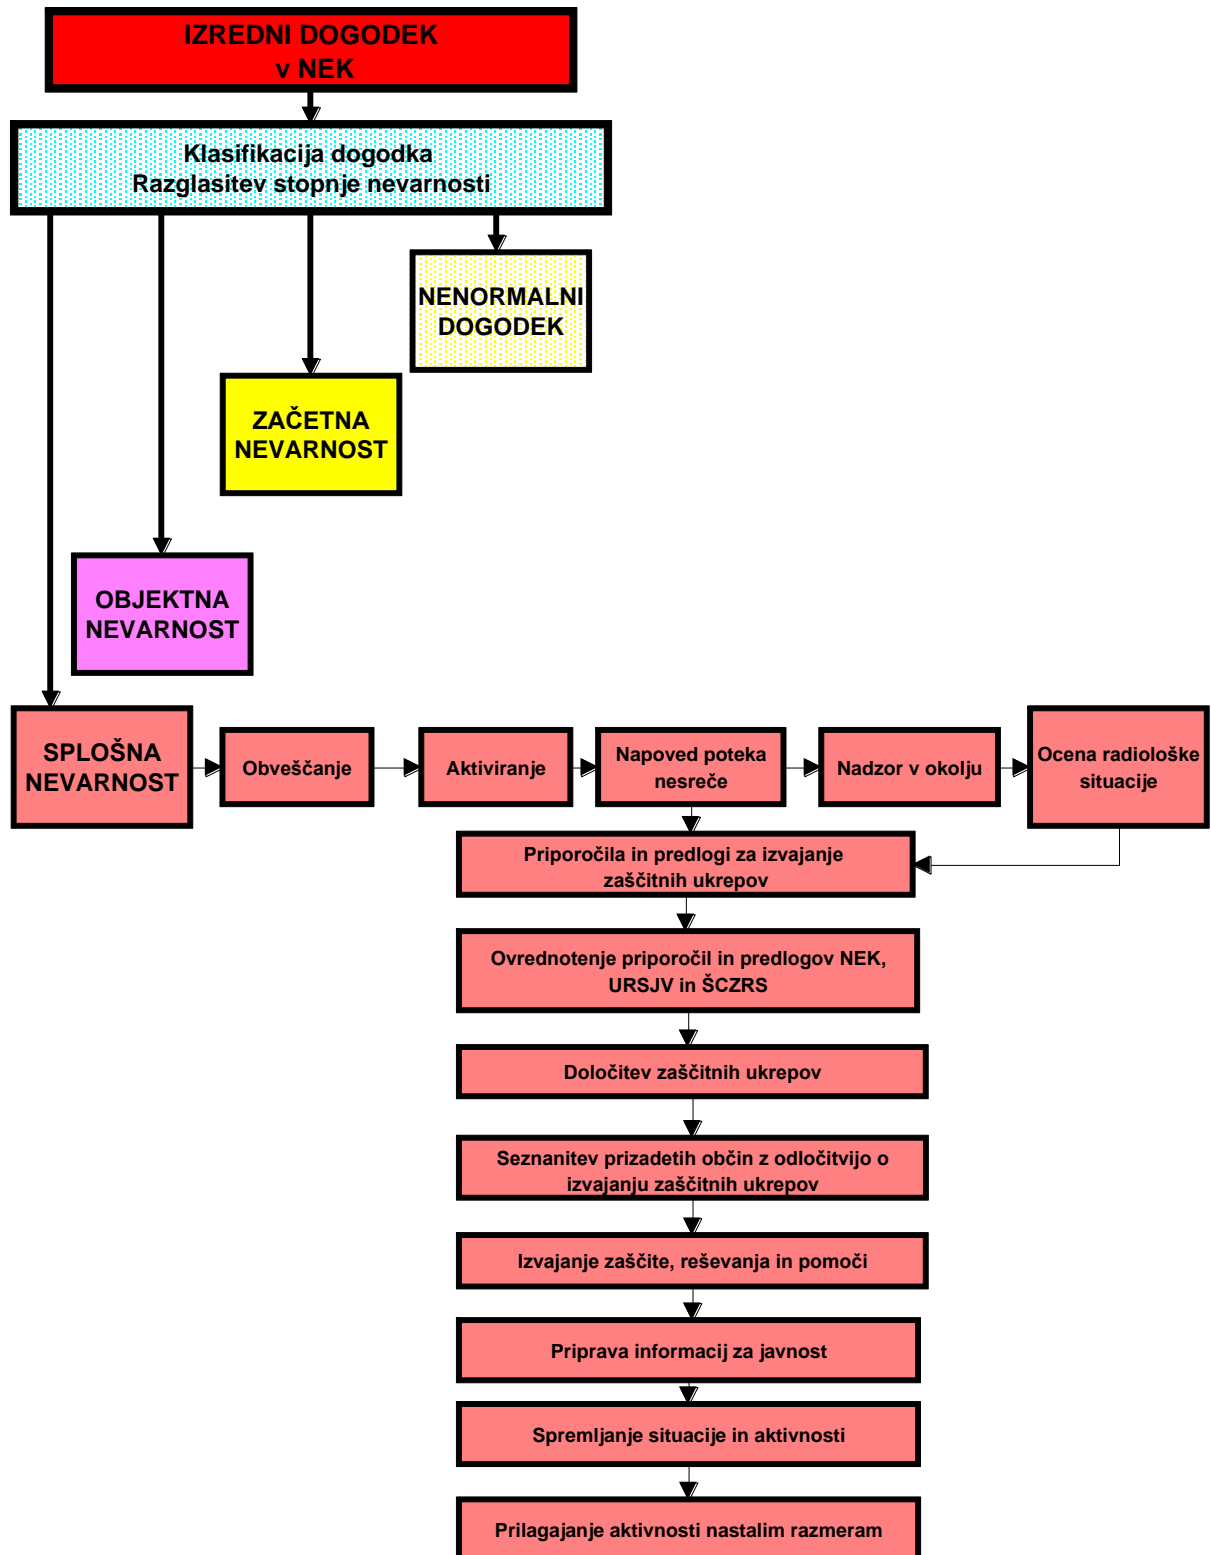 IZREDNI DOGODEK
v NEK
Klasifikacija dogodka
Razglasitev stopnje nevarnosti
NENORMALNI
DOGODEK
ZAČETNA
NEVARNOST
OBJEKTNA
NEVARNOST
SPLOŠNA
NEVARNOST
Obveščanje
Aktiviranje
Napoved poteka
nesreče
Nadzor v okolju
Ocena radiološke
situacije
Priporočila in predlogi za izvajanje
zaščitnih ukrepov
Ovrednotenje priporočil in predlogov NEK,
URSJV in ŠCZRS
Določitev zaščitnih ukrepov
Seznanitev prizadetih občin z odločitvijo o
izvajanju zaščitnih ukrepov
Izvajanje zaščite, reševanja in pomoči
Priprava informacij za javnost
Spremljanje situacije in aktivnosti
Prilagajanje aktivnosti nastalim razmeram